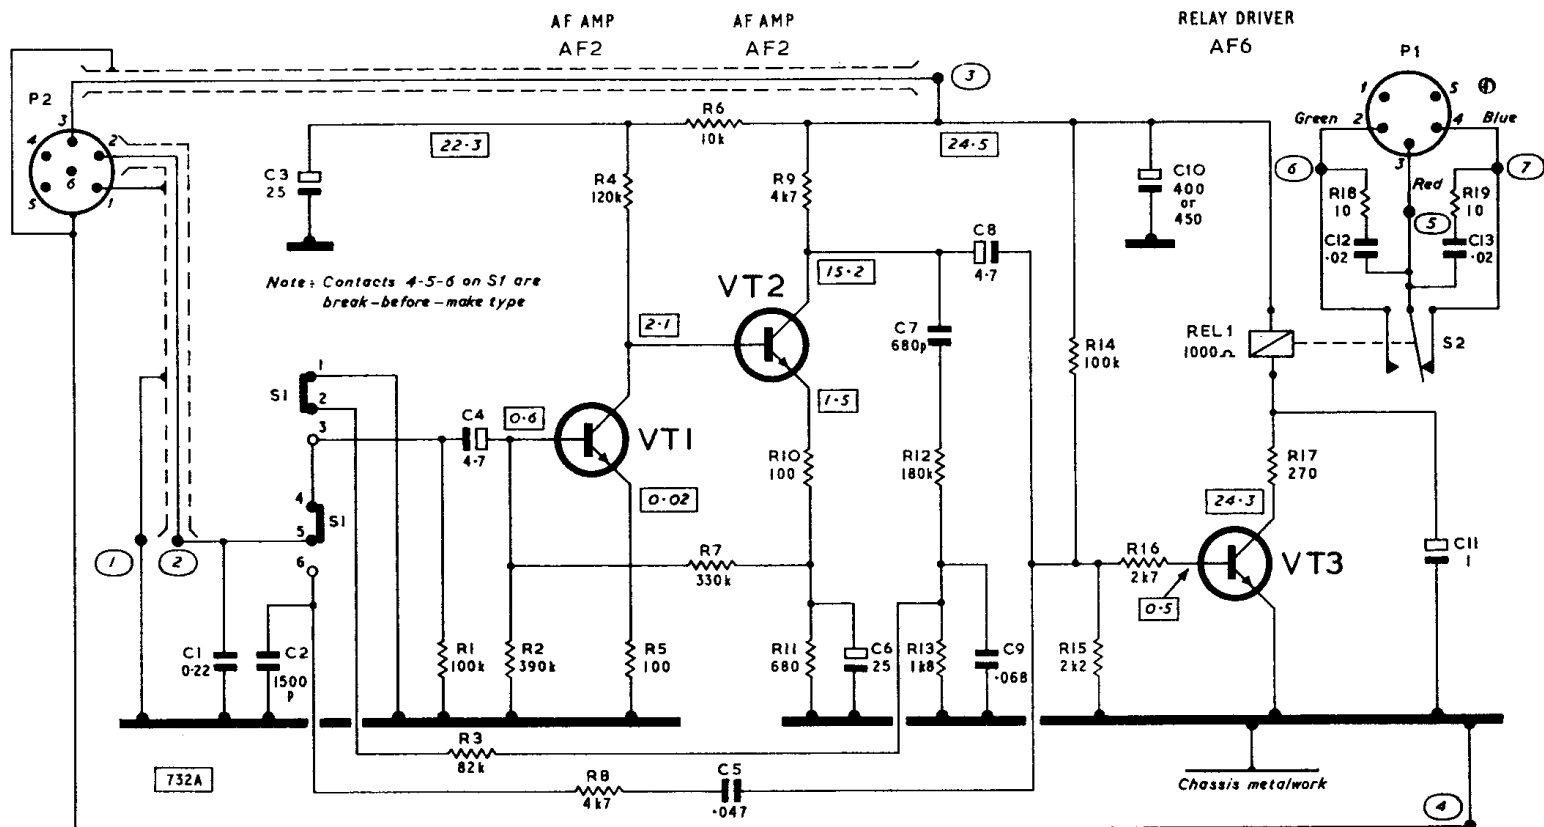 AF AMP
AF2
AF AMP
AF2
RELAY DRIVER
AF6
P1
1
5
2
4
3
Green
Blue
Red
6
7
5
R18
10
R19
10
C12
.02
C13
.02
S2
P2
3
4
2
6
5
1
3
22.3
R6
10k
24.5
C3
25
R4
120k
R9
4k7
C10
400
or
450
C8
4.7
Note: Contacts 4-5-6 on S1 are
break-before-make type
15.2
VT2
2.1
C7
680p
R14
100k
REL 1
1000Ω
1.5
S1
1
2
3
4
S1
5
6
C4
4.7
0.6
VT1
0.02
R10
100
R12
180k
R17
270
24.3
1
2
R7
330k
R16
2k7
0.5
VT3
C11
1
C1
0.22
C2
1500
p
R1
100k
R2
390k
R5
100
R11
680
C6
25
R13
1k8
C9
.068
R15
2k2
R3
82k
732A
R8
4k7
C5
.047
Chassis metalwork
4